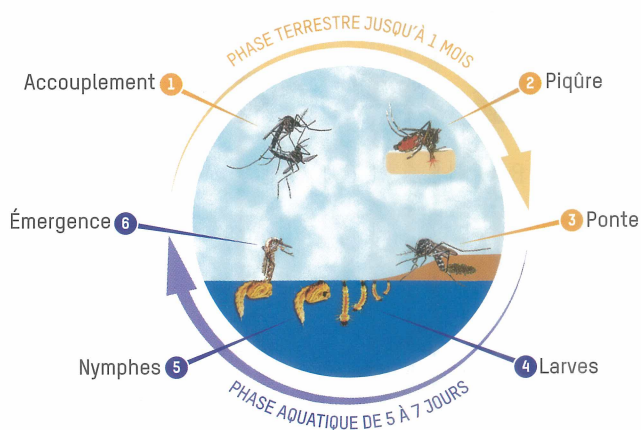 PHASE TERRESTRE JUSQU'À 1 MOIS
Accouplement 1
2 Piqûre
3 Ponte
4 Larves
Nymphes 5
Émergence 6
PHASE AQUATIQUE DE 5 À 7 JOURS